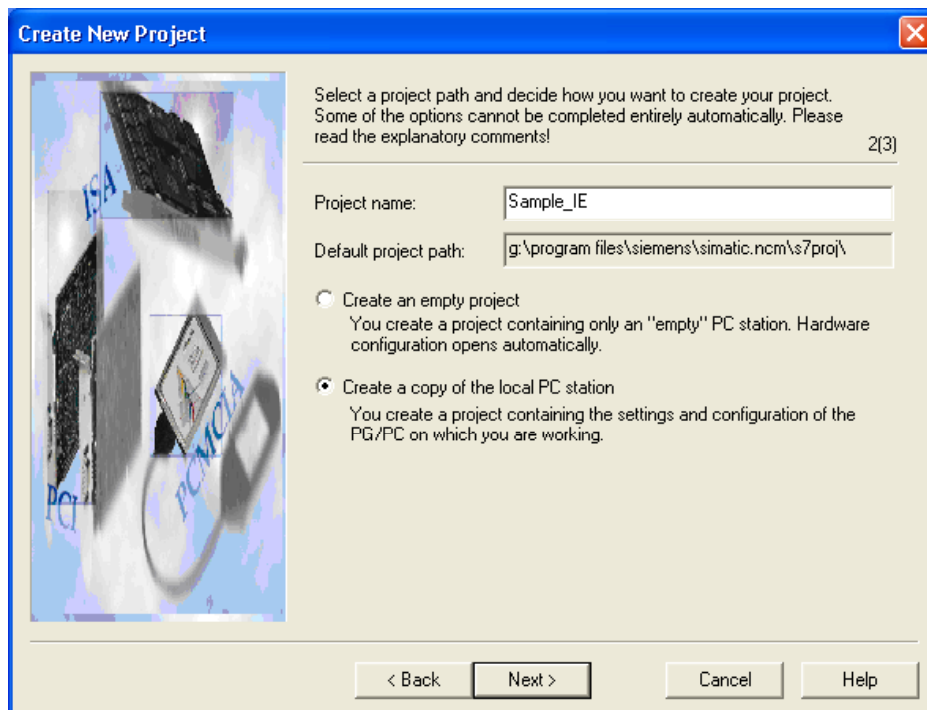 Create New Project
Select a project path and decide how you want to create your project.
Some of the options cannot be completed entirely automatically. Please
read the explanatory comments!
2(3)
ISA
PCI
PCMCIA
Project name:
Sample_IE
Default project path:
g:\program files\siemens\simatic.ncm\s7proj\
Create an empty project
You create a project containing only an "empty" PC station. Hardware
configuration opens automatically.
Create a copy of the local PC station
You create a project containing the settings and configuration of the
PG/PC on which you are working.
< Back
Next >
Cancel
Help